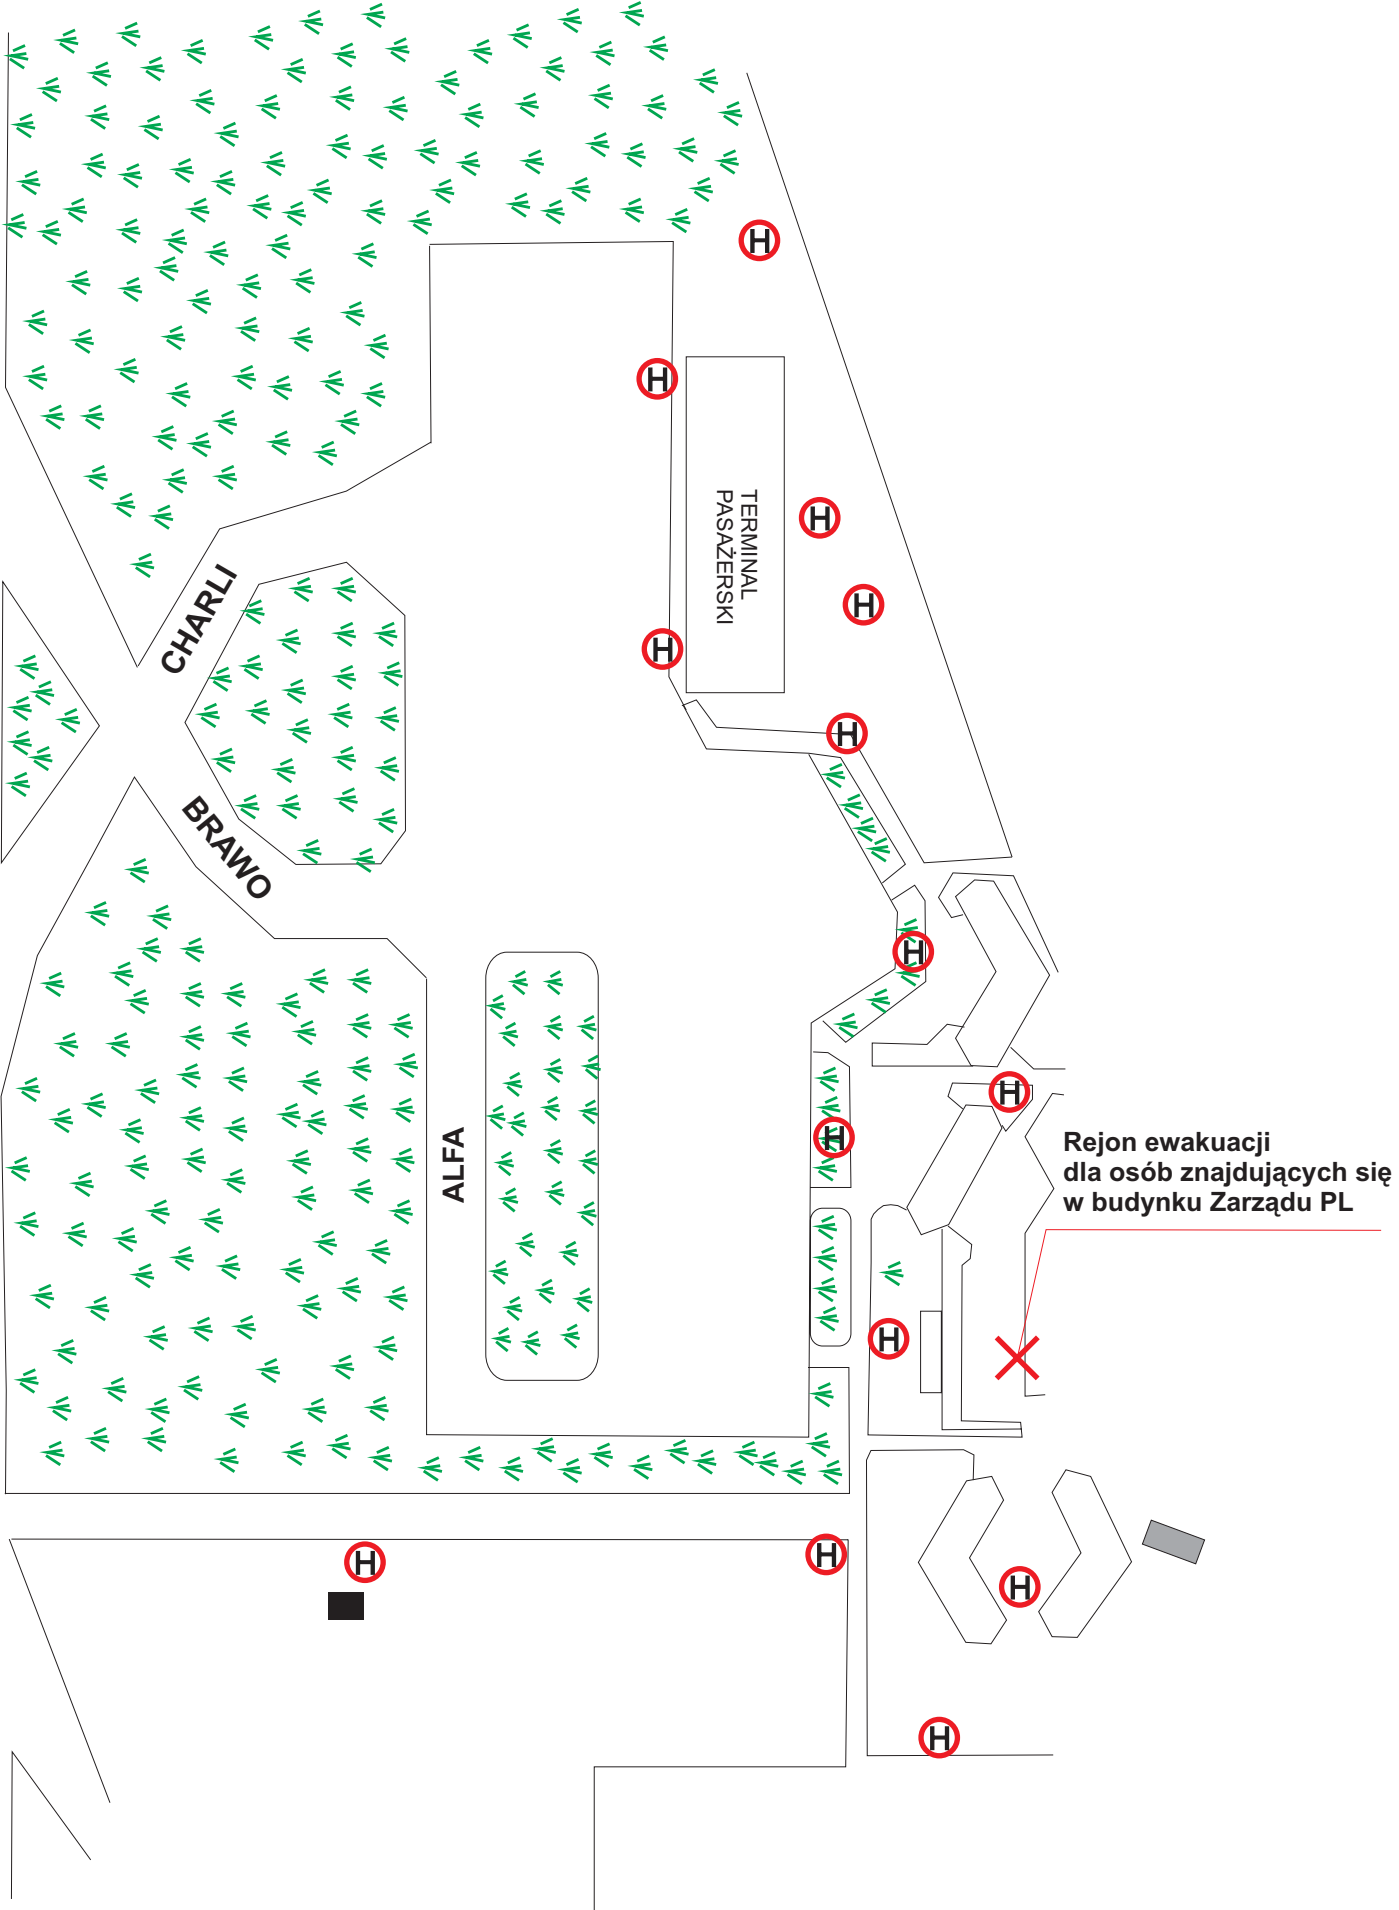 H
H
TERMINAL
PASAŻERSKI
H
CHARLI
H
H
H
BRAWO
H
H
ALFA
H
Rejon ewakuacji
dla osób znajdujących się
w budynku Zarządu PL
H
H
H
H
H